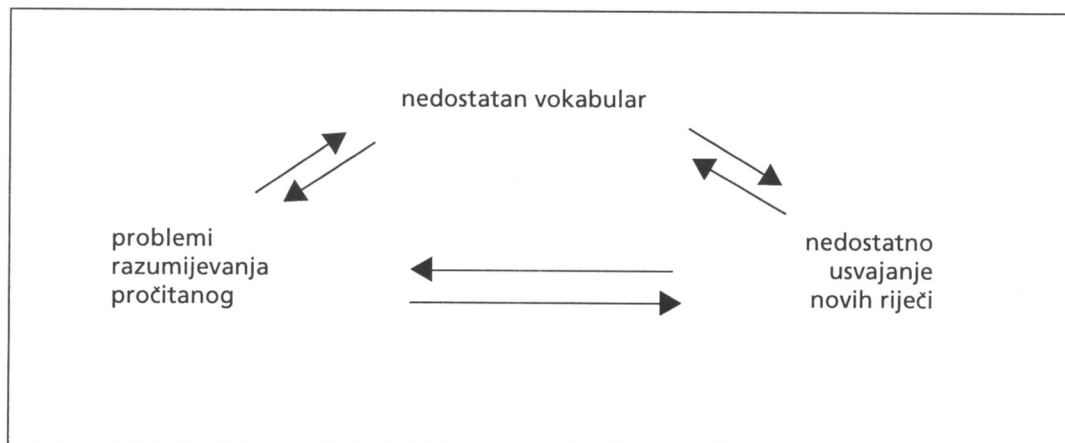 nedostatan vokabular
problemi
razumijevanja
pročitanog
nedostatno
usvajanje
novih riječi